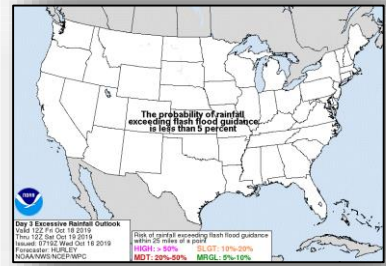 The probability of rainfall
exceeding flash flood guidance
is less than 5 percent
noaa
Day 3 Excessive Rainfall Outlook
Valid 12Z Fri Oct 18 2019
Thru 12Z Sat Oct 19 2019
Issued: 0719Z Wed Oct 16 2019
Forecaster: HURLEY
NOAA/NWS/NCEP/WPC
Risk of rainfall exceeding flash flood guidance
within 25 miles of a point
HIGH: > 50% SLGT: 10%-20%
MDT: 20%-50% MRGL: 5%-10%